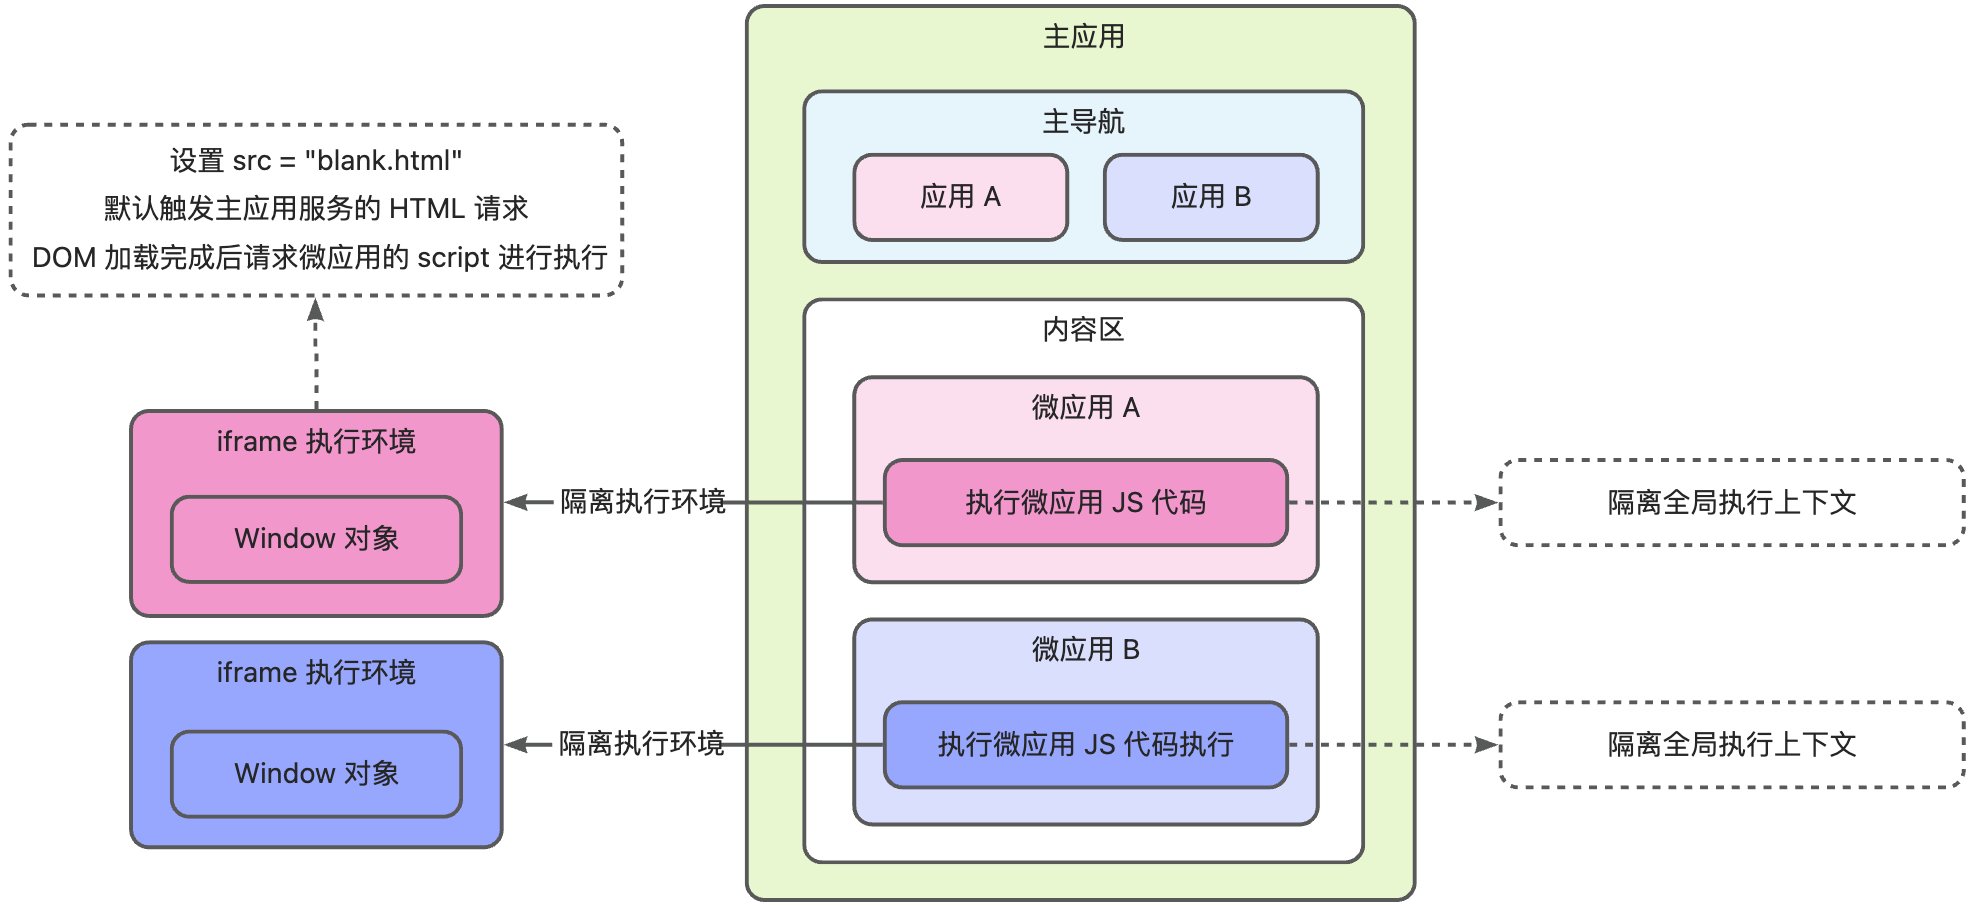 主应用
主导航
应用 A
应用 B
设置 src = "blank.html"
默认触发主应用服务的 HTML 请求
DOM 加载完成后请求微应用的 script 进行执行
内容区
微应用 A
执行微应用 JS 代码
隔离执行环境
iframe 执行环境
Window 对象
隔离全局执行上下文
微应用 B
执行微应用 JS 代码执行
隔离执行环境
iframe 执行环境
Window 对象
隔离全局执行上下文